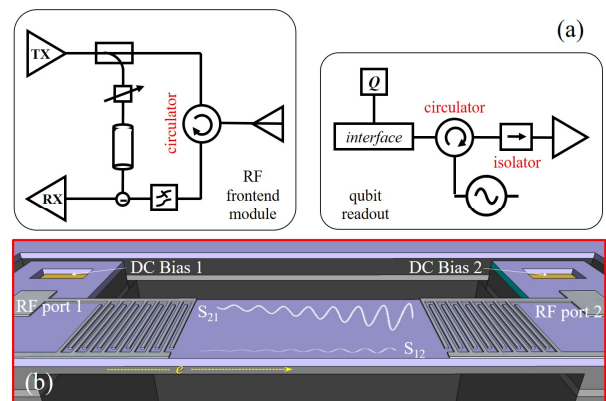 (a)
TX
circulator
RX
RF
frontend
module
Q
interface
circulator
isolator
qubit
readout
DC Bias 1
DC Bias 2
RF port 1
RF port 2
S21
S12
e
(b)